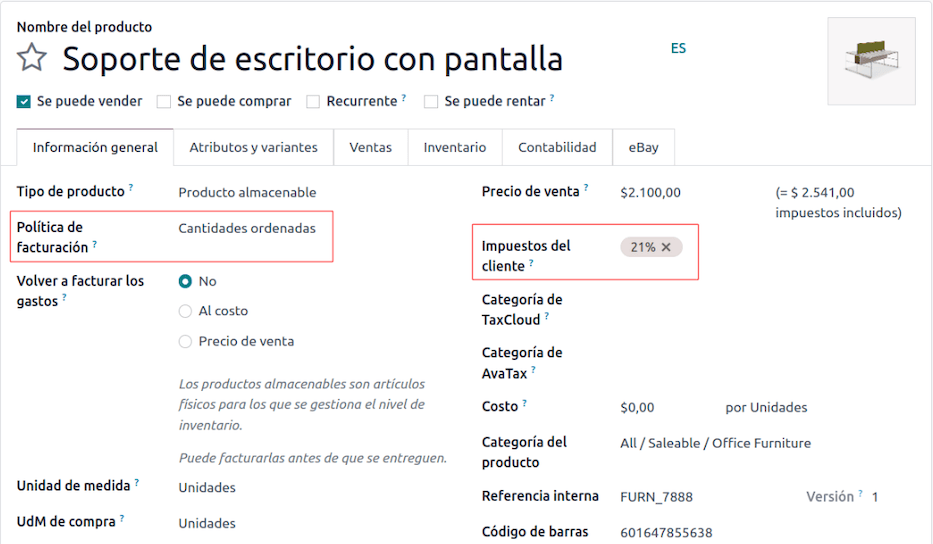 Nombre del producto
Soporte de escritorio con pantalla
ES
Se puede vender Se puede comprar Recurrente ? Se puede rentar ?
Información general Atributos y variantes Ventas Inventario Contabilidad eBay
Tipo de producto ? Producto almacenable
Política de facturación ? Cantidades ordenadas
Volver a facturar los gastos ? No
Al costo
Precio de venta
Los productos almacenables son artículos
físicos para los que se gestiona el nivel de
inventario.
Puede facturarlas antes de que se entreguen.
Unidad de medida ? Unidades
UdM de compra ? Unidades
Precio de venta ? $2.100,00 (= $ 2.541,00
impuestos incluidos)
Impuestos del
cliente ? 21% ✕
Categoría de
TaxCloud ?
Categoría de
AvaTax ?
Costo ? $0,00 por Unidades
Categoría del
producto All / Saleable / Office Furniture
Referencia interna FURN_7888 Versión ? 1
Código de barras 601647855638